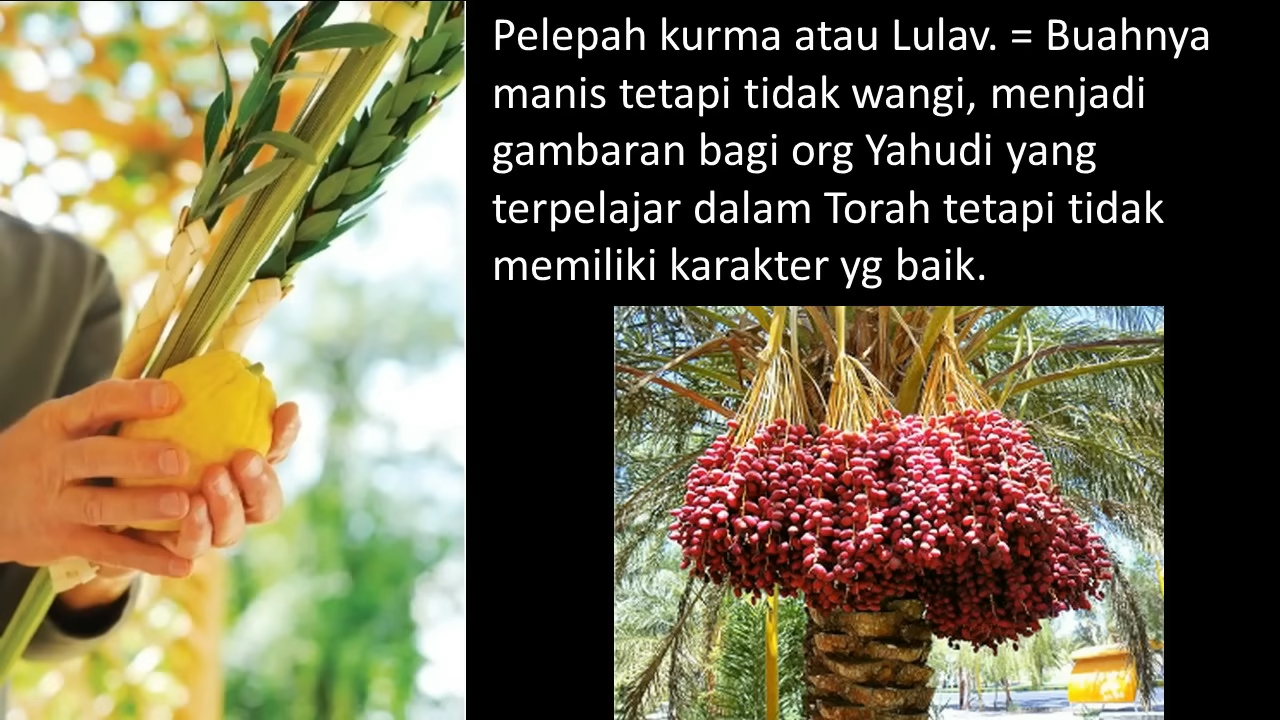 Pelepah kurma atau Lulav. = Buahnya
manis tetapi tidak wangi, menjadi
gambaran bagi org Yahudi yang
terpelajar dalam Torah tetapi tidak
memiliki karakter yg baik.